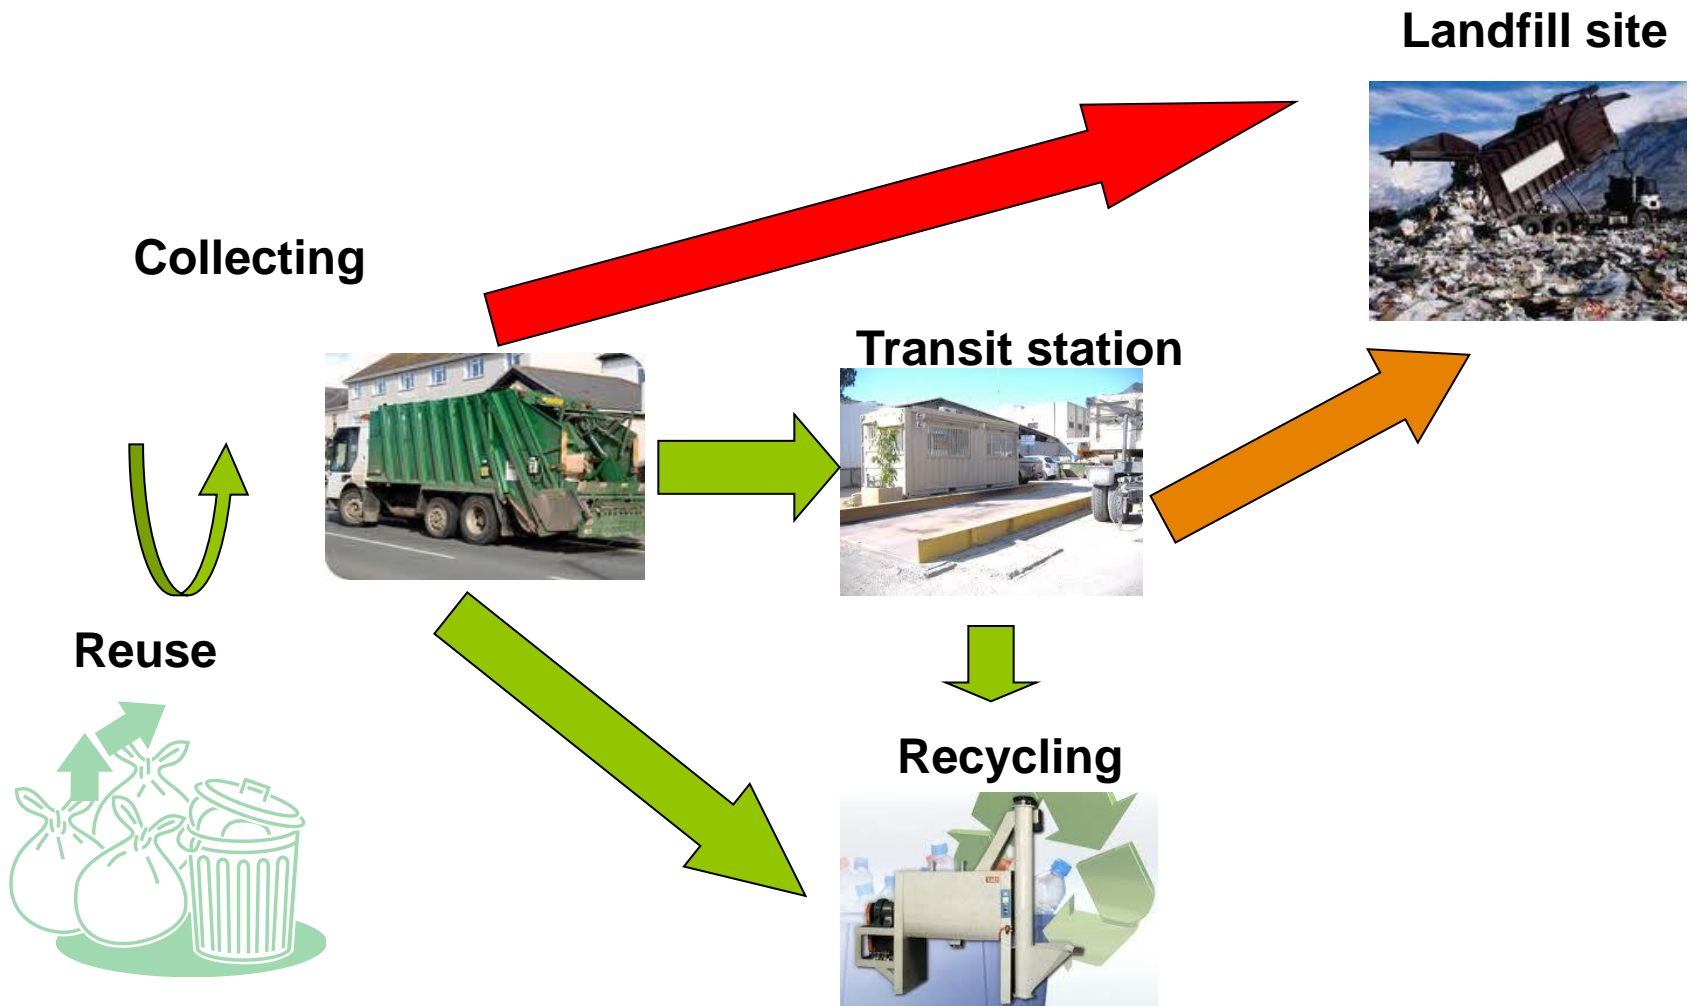 Landfill site
Collecting
Transit station
Reuse
Recycling